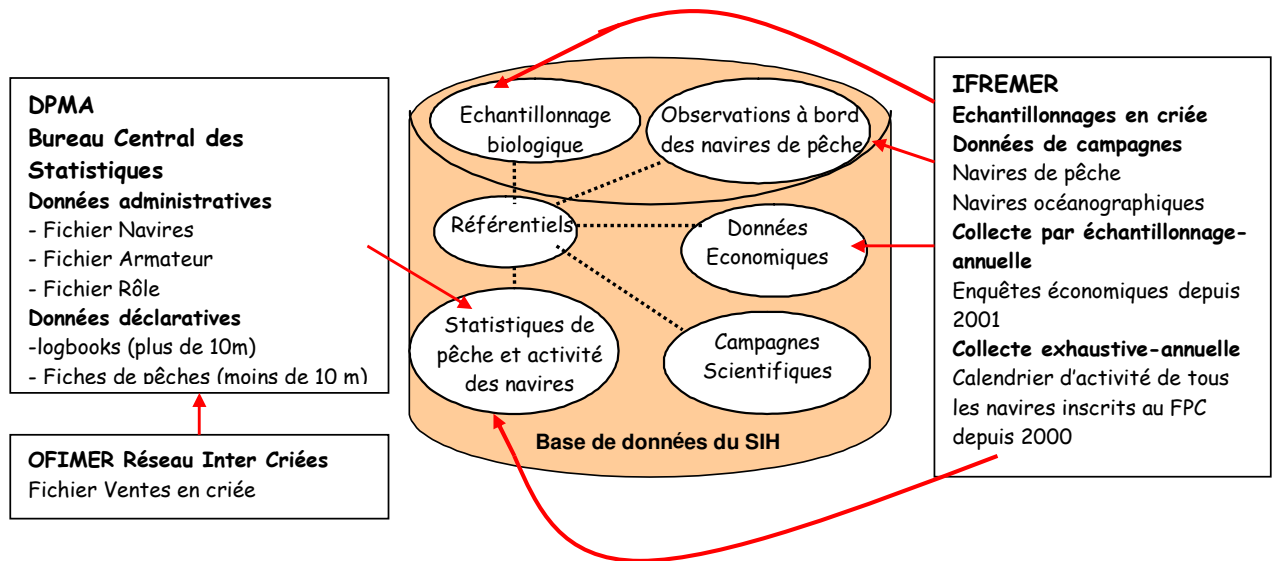 DPMA
Bureau Central des
Statistiques
Données administratives
- Fichier Navires
- Fichier Armateur
- Fichier Rôle
Données déclaratives
-logbooks (plus de 10m)
- Fiches de pêches (moins de 10 m)
OFIMER Réseau Inter Criées
Fichier Ventes en criée
Echantillonnage
biologique
Observations à bord
des navires de pêche
Référentiels
Données
Economiques
Statistiques de
pêche et activité
des navires
Campagnes
Scientifiques
Base de données du SIH
IFREMER
Echantillonnages en criée
Données de campagnes
Navires de pêche
Navires océanographiques
Collecte par échantillonnage-
annuelle
Enquêtes économiques depuis
2001
Collecte exhaustive-annuelle
Calendrier d'activité de tous
les navires inscrits au FPC
depuis 2000